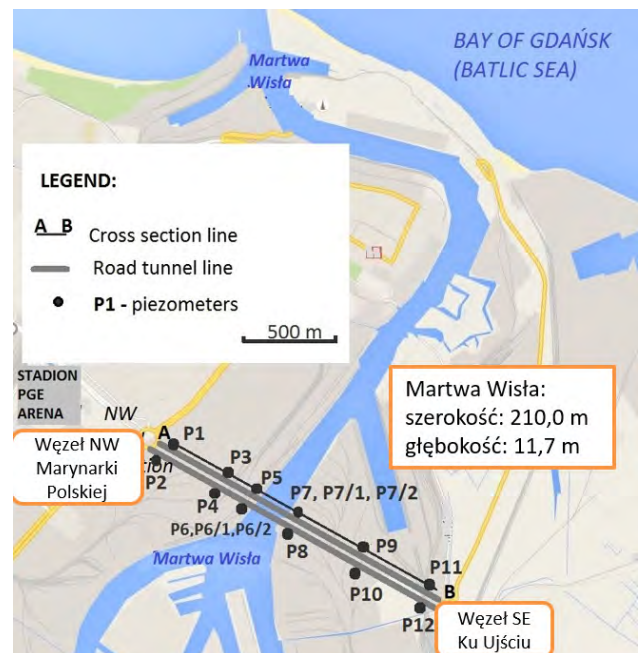 Martwa
Wisła
BAY OF GDAŃSK
(BATLIC SEA)
LEGEND:
A B
Cross section line
Road tunnel line
P1 - piezometers
500 m
STADION
PGE
ARENA
NW
Martwa Wisła:
szerokość: 210,0 m
głębokość: 11,7 m
A
P1
Węzeł NW
Marynarki
Polskiej
P2
P3
P5
P4
P7, P7/1, P7/2
P6,P6/1,P6/2
P8
P9
Martwa Wisła
P10
P11
B
P12
Węzeł SE
Ku Ujściu